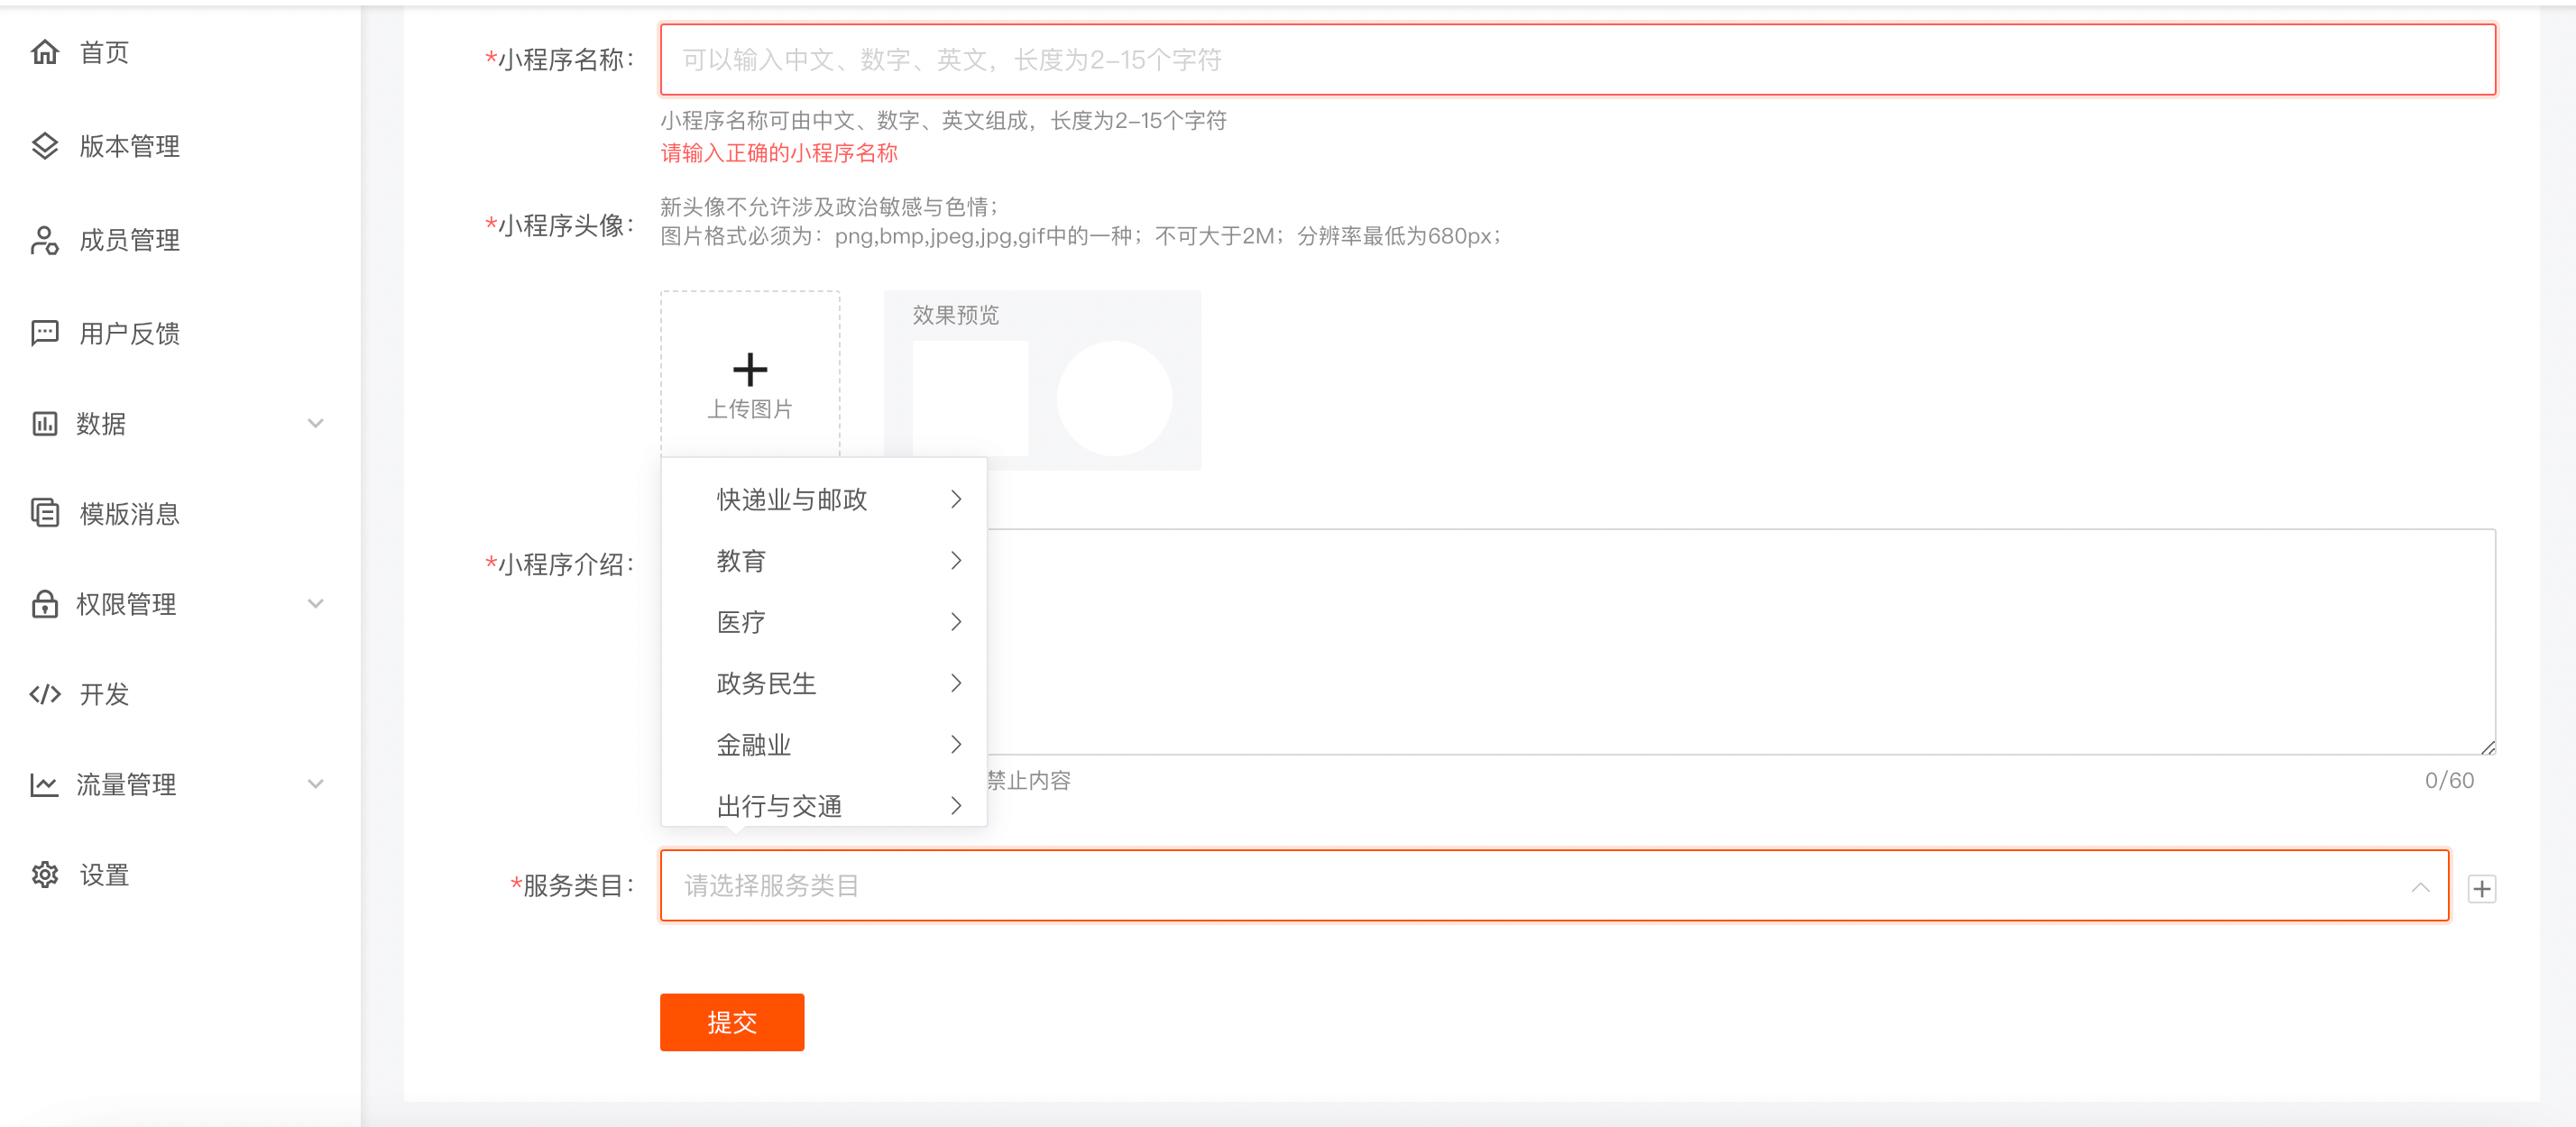 首页
版本管理
成员管理
用户反馈
数据
模版消息
权限管理
开发
流量管理
设置
*小程序名称：
可以输入中文、数字、英文，长度为2-15个字符
小程序名称可由中文、数字、英文组成，长度为2-15个字符
请输入正确的小程序名称
*小程序头像：
新头像不允许涉及政治敏感与色情；
图片格式必须为：png,bmp,jpeg,jpg,gif中的一种；不可大于2M；分辨率最低为680px；
上传图片
效果预览
快递业与邮政
教育
医疗
政务民生
金融业
出行与交通
*小程序介绍：
禁止内容
0/60
*服务类目：
请选择服务类目
提交